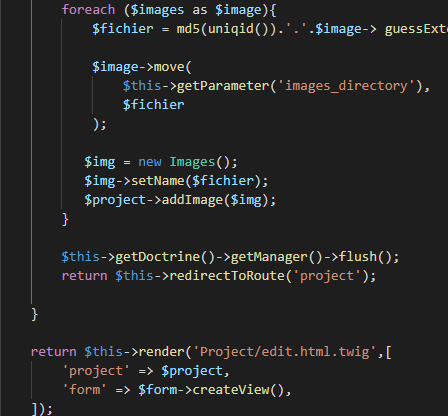 foreach ($images as $image){
$fichier = md5(uniqid()).'.'.$image-> guessExte
$image->move(
$this->getParameter('images_directory'),
$fichier
);
$img = new Images();
$img->setName($fichier);
$project->addImage($img);
}
$this->getDoctrine()->getManager()->flush();
return $this->redirectToRoute('project');
}
return $this->render('Project/edit.html.twig',[
'project' => $project,
'form' => $form->createView(),
]);